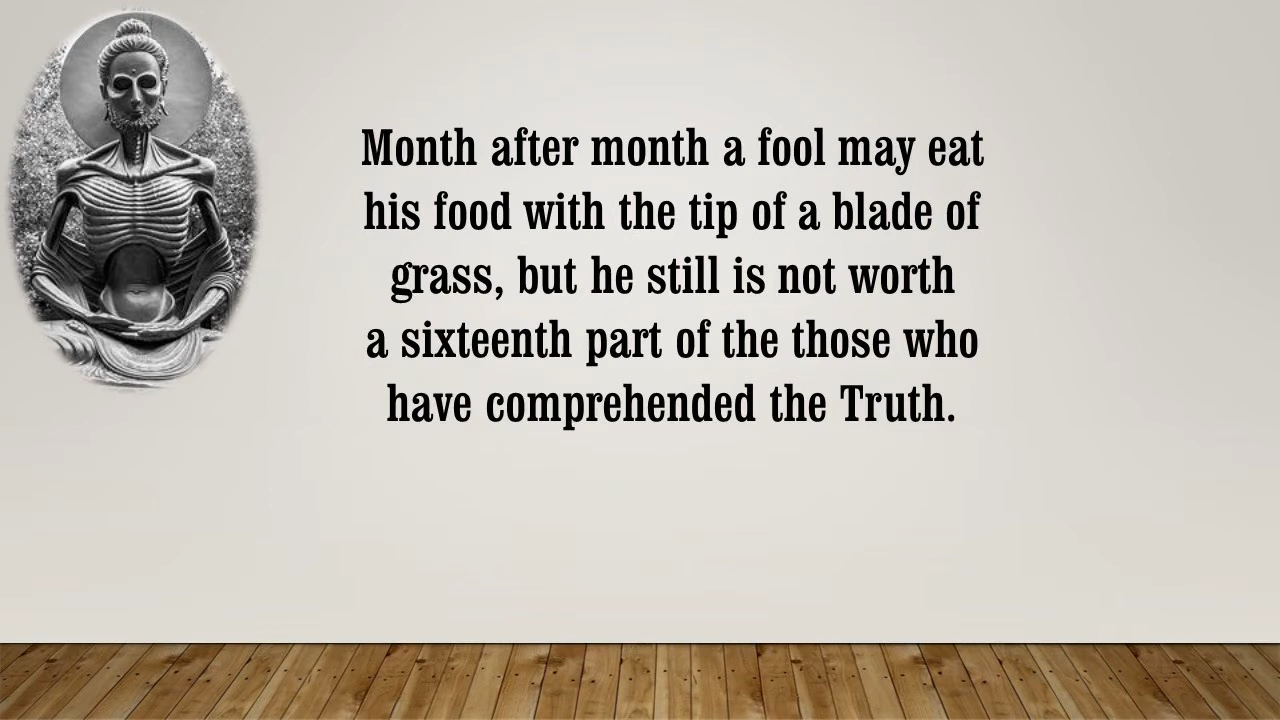 Month after month a fool may eat
his food with the tip of a blade of
grass, but he still is not worth
a sixteenth part of the those who
have comprehended the Truth.